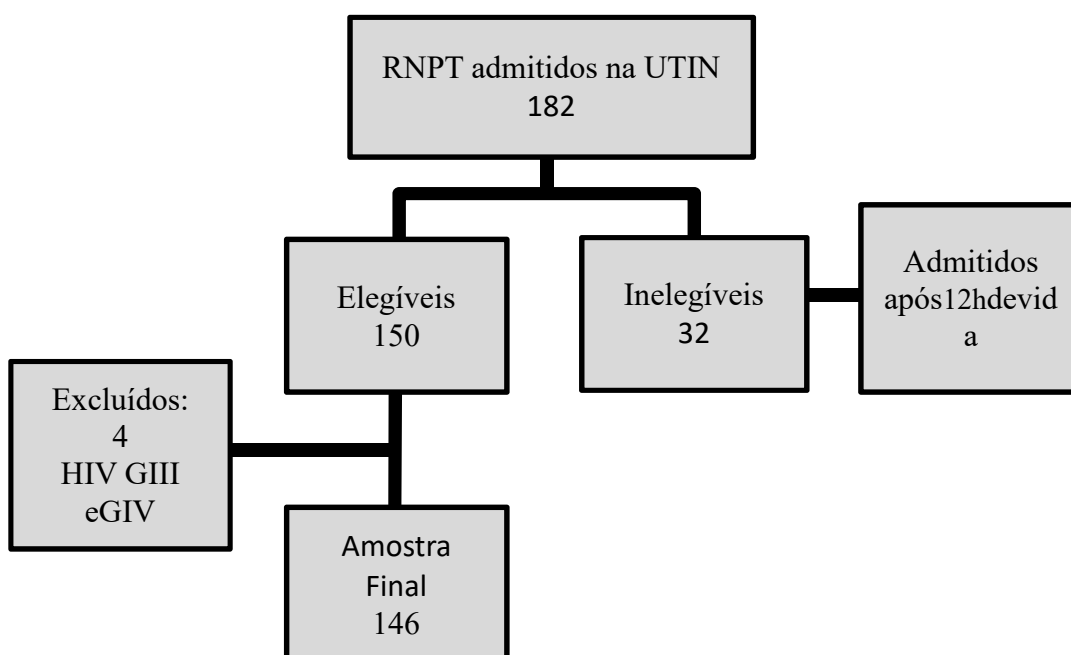 RNPT admitidos na UTIN
182
Elegíveis
150
Inelegíveis
32
Admitidos
após12hdevid
a
Excluídos:
4
HIV GIII
eGIV
Amostra
Final
146